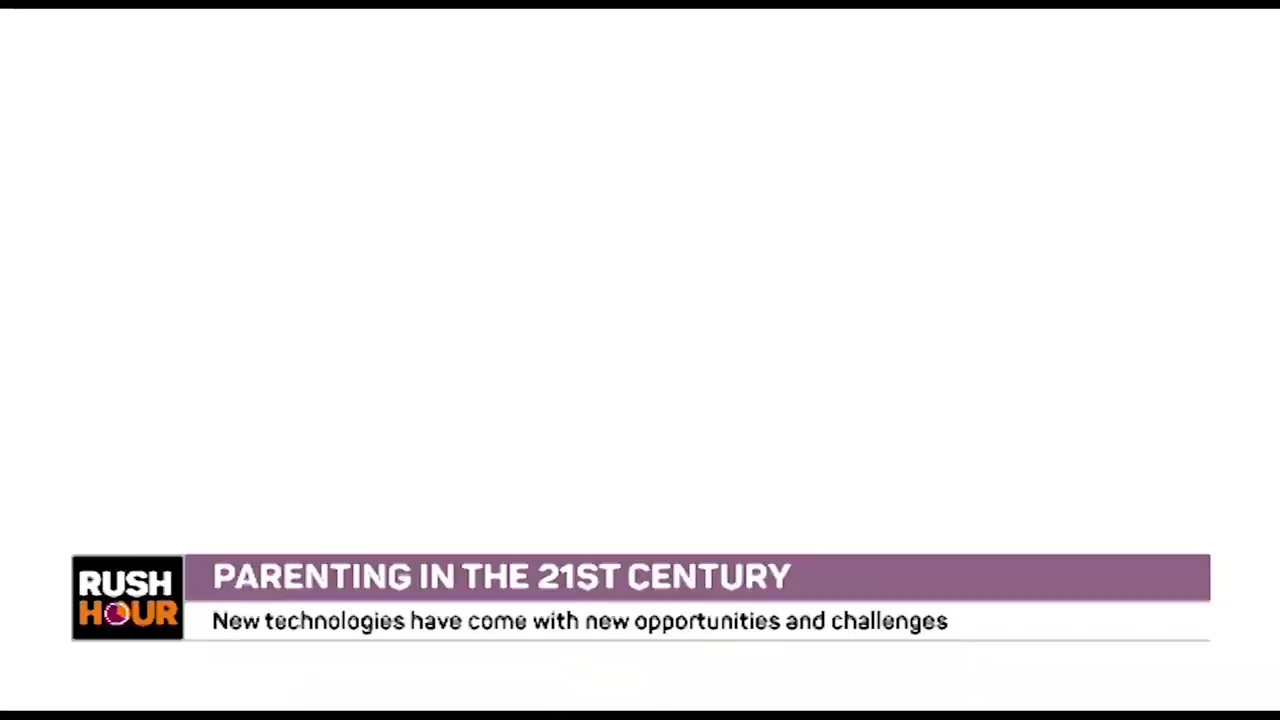 RUSH
HOUR
PARENTING IN THE 21ST CENTURY
New technologies have come with new opportunities and challenges